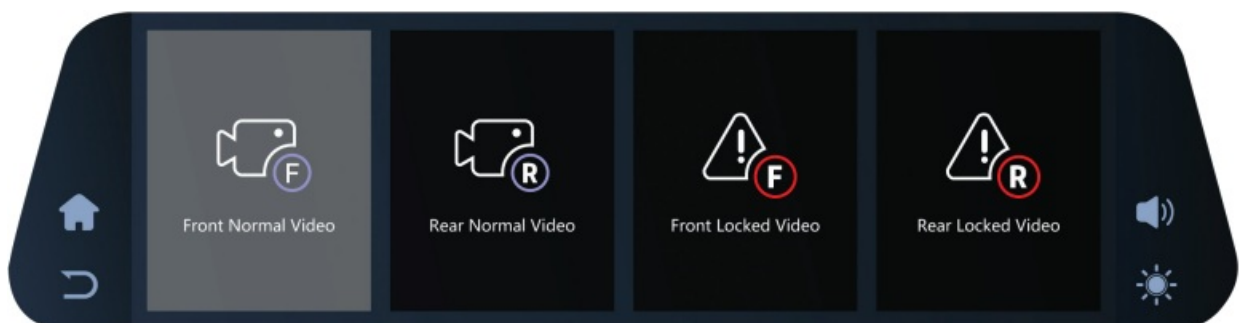 F
Front Normal Video
R
Rear Normal Video
F
Front Locked Video
R
Rear Locked Video